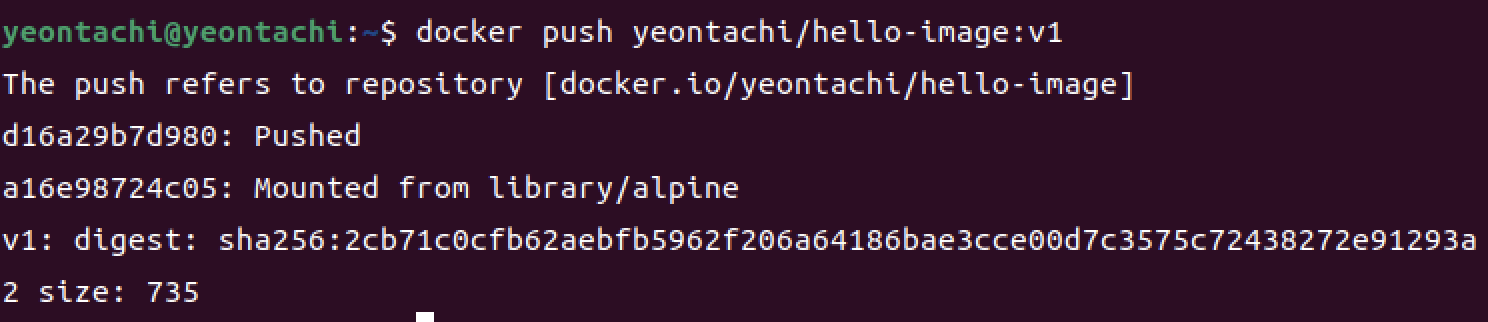 yeontachi@yeontachi:~$ docker push yeontachi/hello-image:v1
The push refers to repository [docker.io/yeontachi/hello-image]
d16a29b7d980: Pushed
a16e98724c05: Mounted from library/alpine
v1: digest: sha256:2cb71c0cfb62aebfb5962f206a64186bae3cce00d7c3575c72438272e91293a
2 size: 735